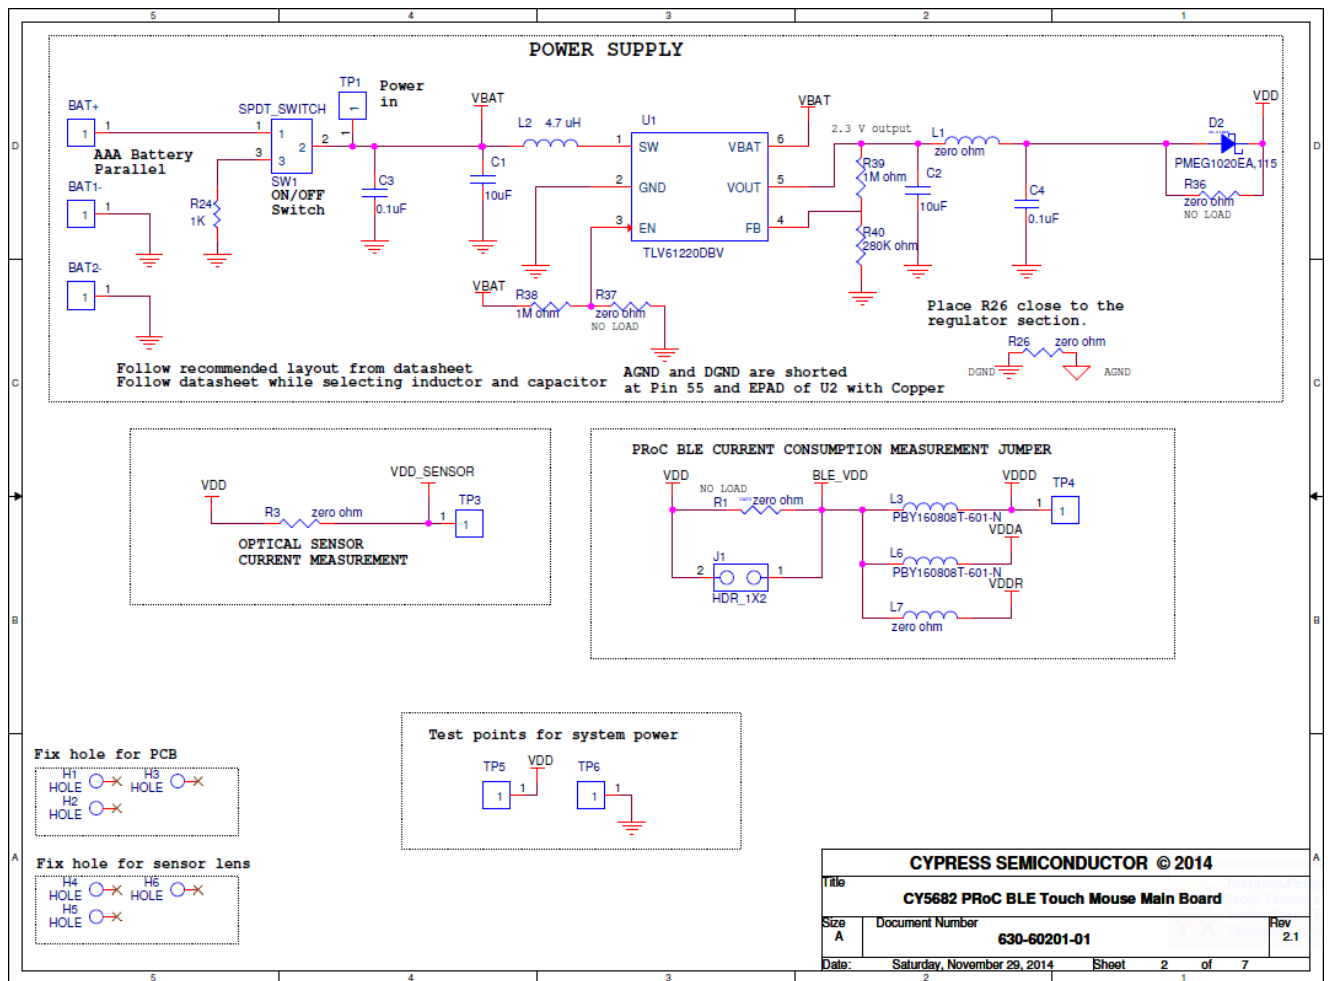 5 4 3 2 1
POWER SUPPLY
BAT+
1
1
AAA Battery
Parallel
BAT1-
1
1
BAT2-
1
1
SPDT_SWITCH
1
1
2
2
3
3
SW1
ON/OFF
Switch
R24
1K
TP1
1
1
Power
in
C3
0.1uF
VBAT
C1
10uF
L2 4.7 uH
U1
1 SW
2 GND
3 EN
VBAT 6
VOUT 5
FB 4
TLV61220DBV
VBAT
R38
1M ohm
R37
zero ohm
NO LOAD
VBAT
2.3 V output
R39
1M ohm
R40
280K ohm
C2
10uF
L1
zero ohm
C4
0.1uF
VDD
D2
PMEG1020EA,115
R36
zero ohm
NO LOAD
Place R26 close to the
regulator section.
R26 zero ohm
DGND
AGND
Follow recommended layout from datasheet
Follow datasheet while selecting inductor and capacitor
AGND and DGND are shorted
at Pin 55 and EPAD of U2 with Copper
VDD
R3 zero ohm
VDD_SENSOR
TP3
1
1
OPTICAL SENSOR
CURRENT MEASUREMENT
PRoC BLE CURRENT CONSUMPTION MEASUREMENT JUMPER
VDD
NO LOAD
R1 zero ohm
BLE_VDD
J1
2 1
HDR_1X2
L3
PBY160808T-601-N
VDDD
TP4
1
1
L6
PBY160808T-601-N
VDDA
L7
zero ohm
VDDR
Test points for system power
TP5
1
1
VDD
TP6
1
1
Fix hole for PCB
H1
HOLE
H3
HOLE
H2
HOLE
Fix hole for sensor lens
H4
HOLE
H6
HOLE
H5
HOLE
D
C
B
A
D
C
B
A
CYPRESS SEMICONDUCTOR © 2014
Title
CY5682 PRoC BLE Touch Mouse Main Board
Size
A
Document Number
630-60201-01
Rev
2.1
Date: Saturday, November 29, 2014 Sheet 2 of 7
5 4 3 2 1